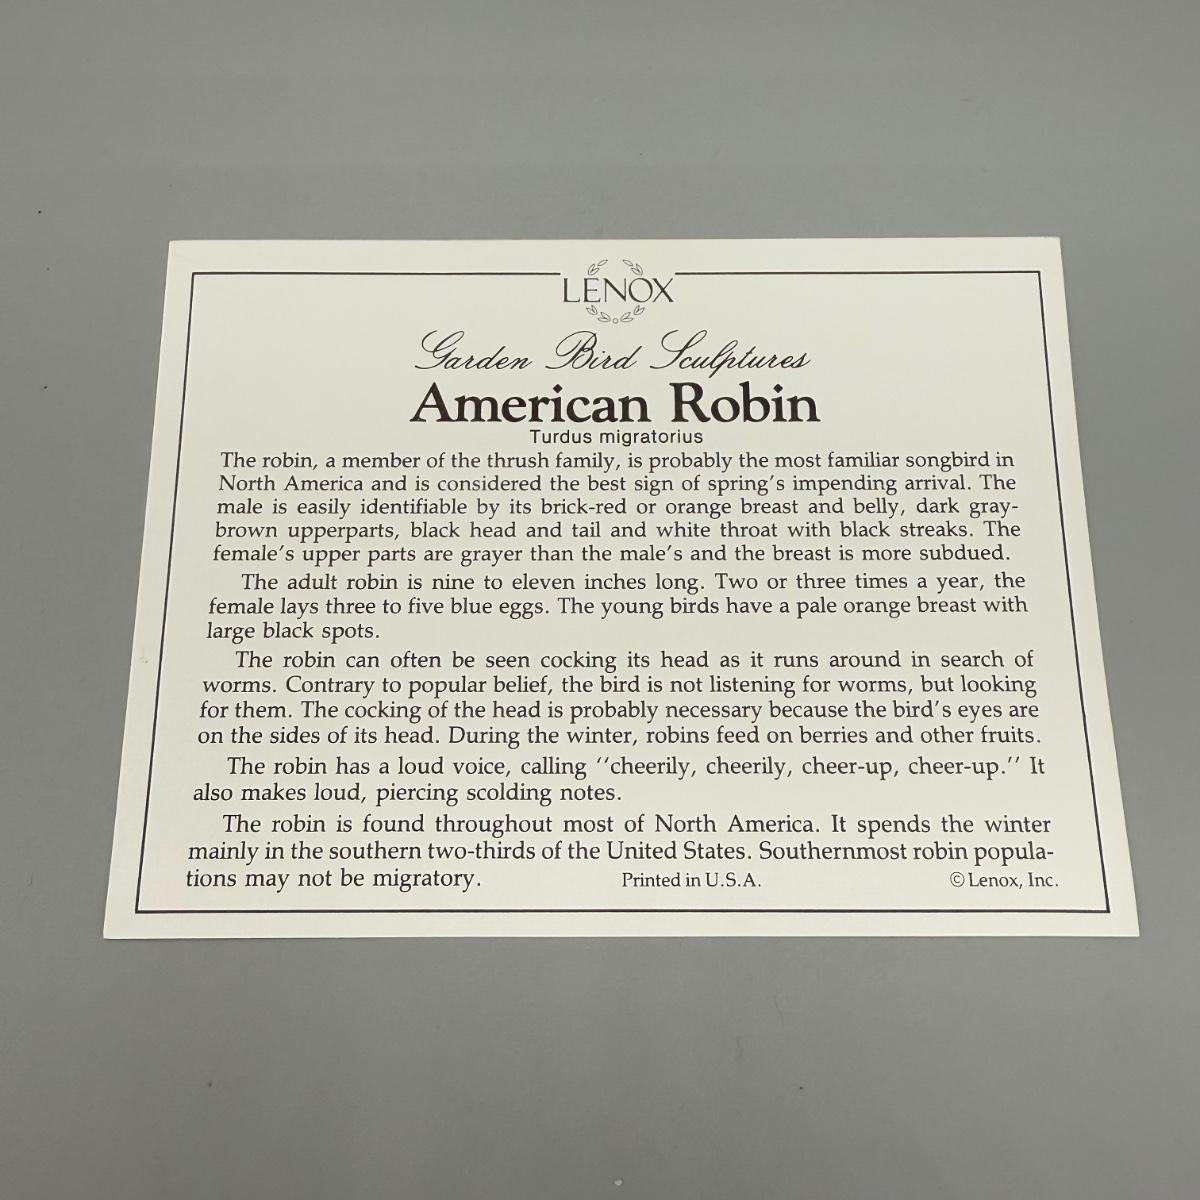 LENOX
Garden Bird Sculptures
American Robin
Turdus migratorius
The robin, a member of the thrush family, is probably the most familiar songbird in
North America and is considered the best sign of spring's impending arrival. The
male is easily identifiable by its brick-red or orange breast and belly, dark gray-
brown upperparts, black head and tail and white throat with black streaks. The
female's upper parts are grayer than the male's and the breast is more subdued.
The adult robin is nine to eleven inches long. Two or three times a year, the
female lays three to five blue eggs. The young birds have a pale orange breast with
large black spots.
The robin can often be seen cocking its head as it runs around in search of
worms. Contrary to popular belief, the bird is not listening for worms, but looking
for them. The cocking of the head is probably necessary because the bird's eyes are
on the sides of its head. During the winter, robins feed on berries and other fruits.
The robin has a loud voice, calling ''cheerily, cheerily, cheer-up, cheer-up.'' It
also makes loud, piercing scolding notes.
The robin is found throughout most of North America. It spends the winter
mainly in the southern two-thirds of the United States. Southernmost robin popula-
tions may not be migratory. Printed in U.S.A. © Lenox, Inc.